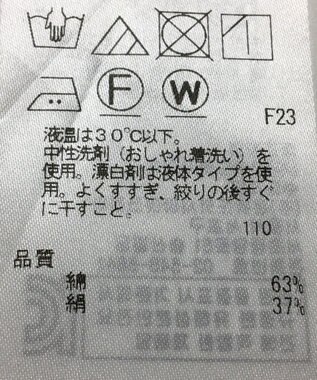 F W
F23
液温は30℃以下。
中性洗剤（おしゃれ着洗い）を
使用。漂白剤は液体タイプを使
用。よくすすぎ、絞りの後すぐ
に干すこと。
110
品質
綿 63%
絹 37%